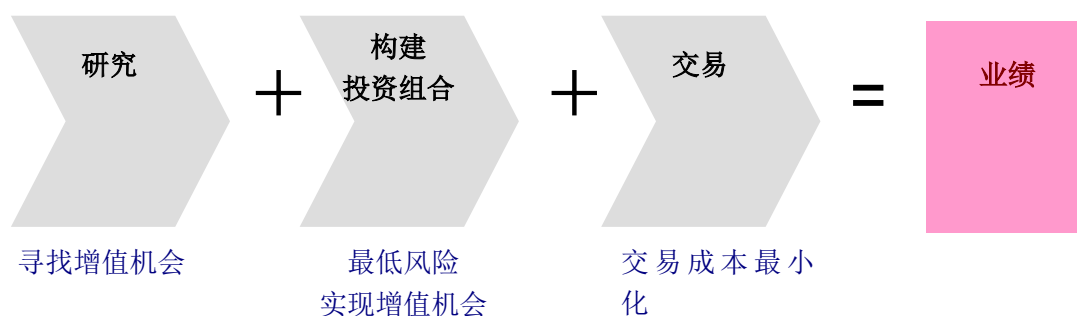 研究
+
构建
投资组合
+
交易
=
业绩
寻找增值机会
最低风险
实现增值机会
交易成本最小
化